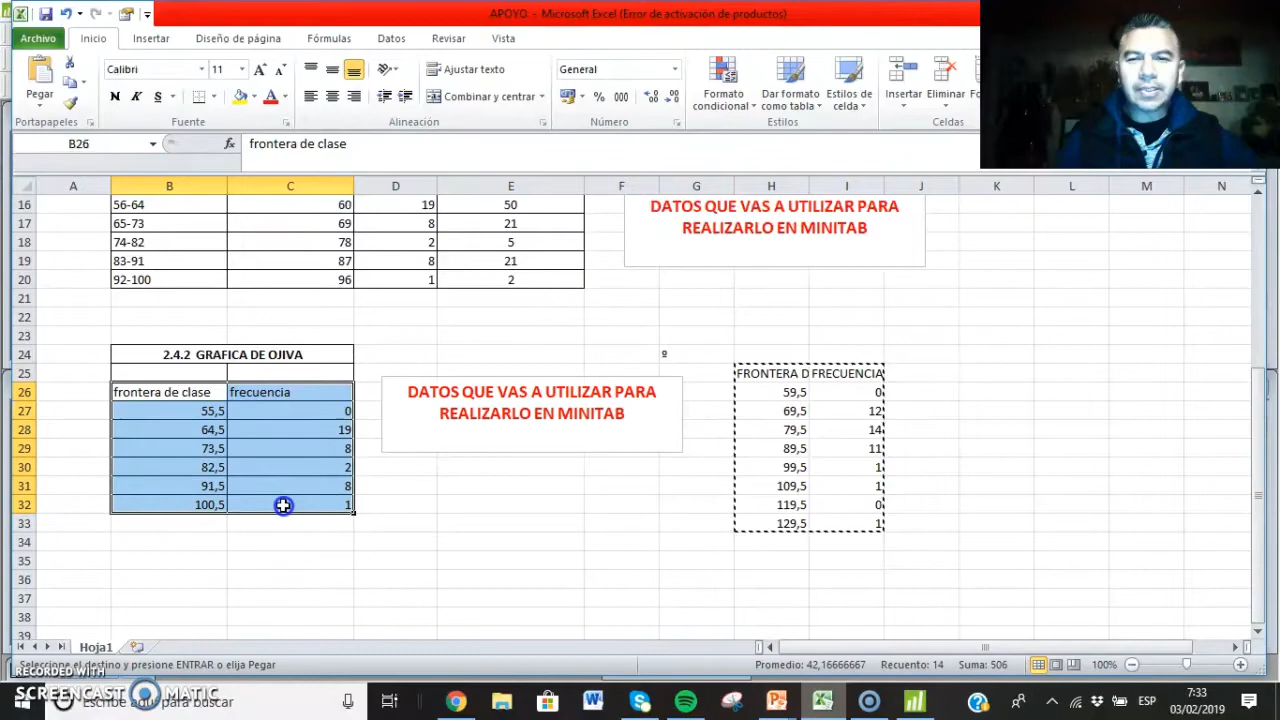 APOYO. - Microsoft Excel (Error de activación de productos)
Archivo Inicio Insertar Diseño de página Fórmulas Datos Revisar Vista
Pegar
Calibri 11
N K S
Ajustar texto
Combinar y centrar
General
% 000
Formato condicional
Dar formato como tabla
Estilos de celda
Insertar Eliminar
Portapapeles Fuente Alineación Número Estilos Celdas
B26 fx frontera de clase
A B C D E F G H I J K L M N
16 56-64 60 19 50
17 65-73 69 8 21
18 74-82 78 2 5
19 83-91 87 8 21
20 92-100 96 1 2
DATOS QUE VAS A UTILIZAR PARA
REALIZARLO EN MINITAB
21
22
23
24 2.4.2 GRAFICA DE OJIVA º
25 FRONTERA D FRECUENCIA
26 frontera de clase frecuencia 59,5 0
27 55,5 0 69,5 12
28 64,5 19 79,5 14
29 73,5 8 89,5 11
30 82,5 2 99,5 1
31 91,5 8 109,5 1
32 100,5 1 119,5 0
33 129,5 1
DATOS QUE VAS A UTILIZAR PARA
REALIZARLO EN MINITAB
34
35
36
37
38
39
Hoja1
Seleccione el destino y presione ENTRAR o elija Pegar
Promedio: 42,16666667 Recuento: 14 Suma: 506 100%
RECORDED WITH
SCREENCAST MATIC
Escribe aquí para buscar
ESP
7:33
03/02/2019